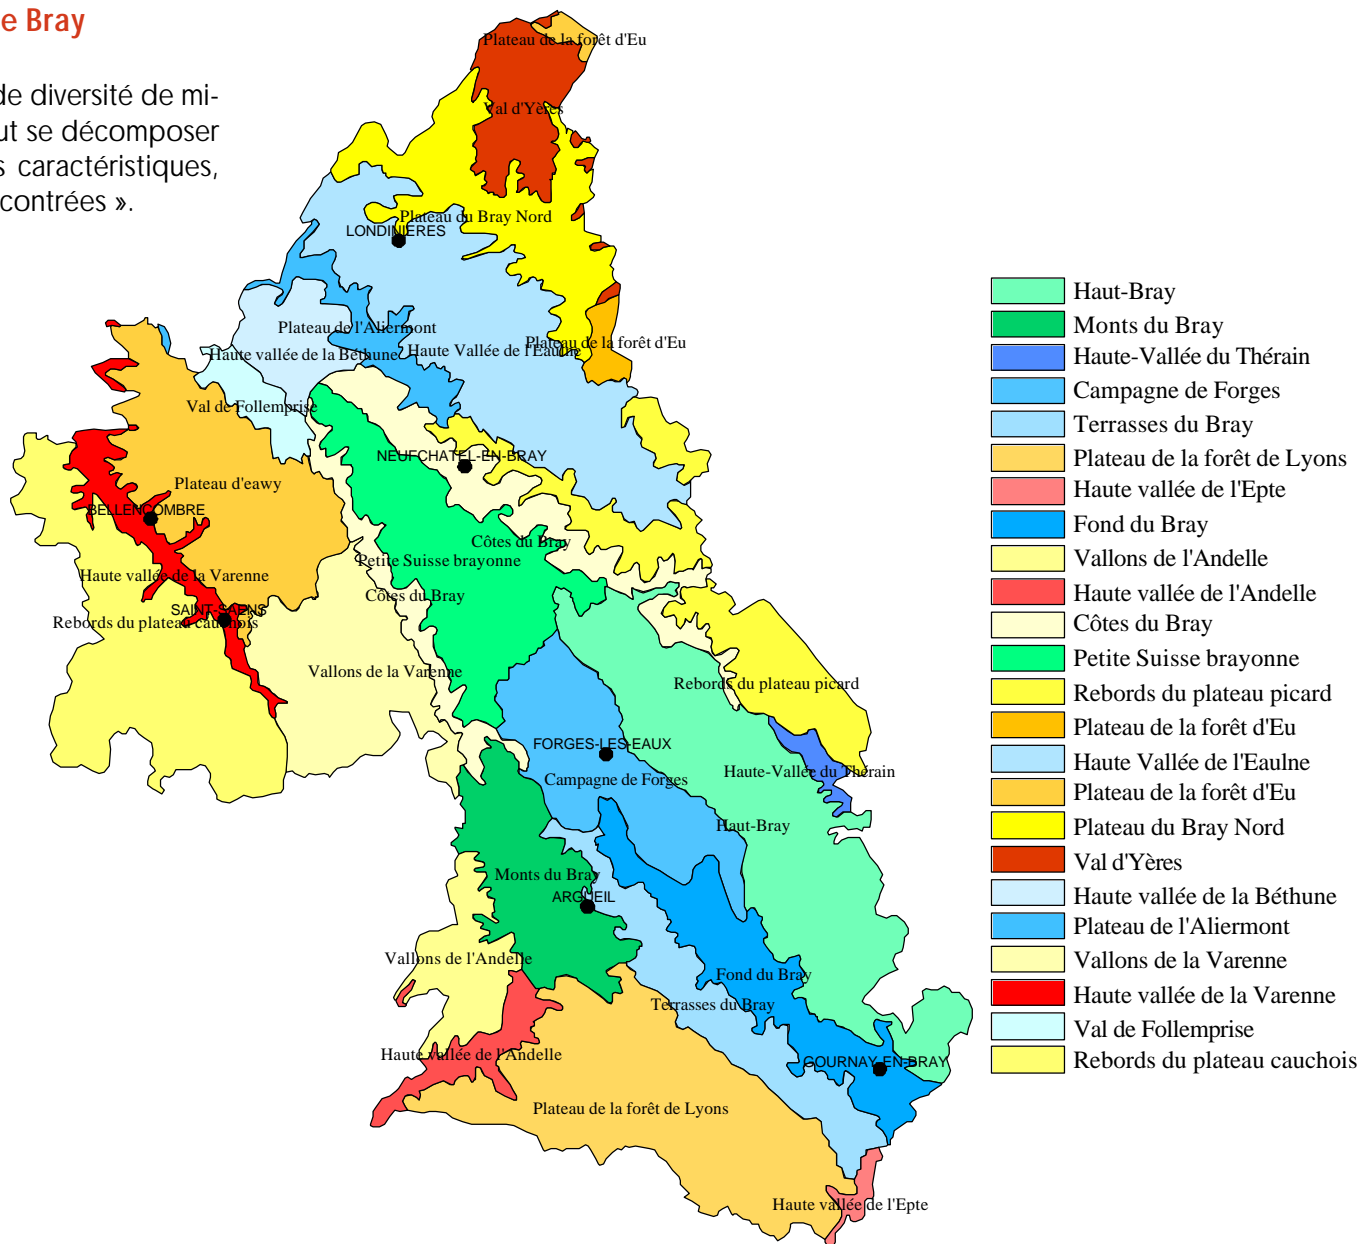 e Bray
de diversité de mi-
ut se décomposer
s caractéristiques,
contrées ».
Plateau de la forêt d'Eu
Val d'Yères
Plateau du Bray Nord
LONDINIERES
Plateau de l'Aliermont
Plateau de la forêt d'Eu
Haute vallée de la Béthune
Haute Vallée de l'Eaulne
Val de Follemprise
NEUFCHATEL-EN-BRAY
Plateau d'eawy
BELLENCOMBRE
Côtes du Bray
Petite Suisse brayonne
Haute vallée de la Varenne
Côtes du Bray
SAINT-SAENS
Rebords du plateau cauchois
Vallons de la Varenne
Rebords du plateau picard
FORGES-LES-EAUX
Haute-Vallée du Thérain
Campagne de Forges
Haut-Bray
Monts du Bray
ARGUEIL
Vallons de l'Andelle
Fond du Bray
Terrasses du Bray
Haute vallée de l'Andelle
GOURNAY-EN-BRAY
Plateau de la forêt de Lyons
Haute vallée de l'Epte
Haut-Bray
Monts du Bray
Haute-Vallée du Thérain
Campagne de Forges
Terrasses du Bray
Plateau de la forêt de Lyons
Haute vallée de l'Epte
Fond du Bray
Vallons de l'Andelle
Haute vallée de l'Andelle
Côtes du Bray
Petite Suisse brayonne
Rebords du plateau picard
Plateau de la forêt d'Eu
Haute Vallée de l'Eaulne
Plateau de la forêt d'Eu
Plateau du Bray Nord
Val d'Yères
Haute vallée de la Béthune
Plateau de l'Aliermont
Vallons de la Varenne
Haute vallée de la Varenne
Val de Follemprise
Rebords du plateau cauchois